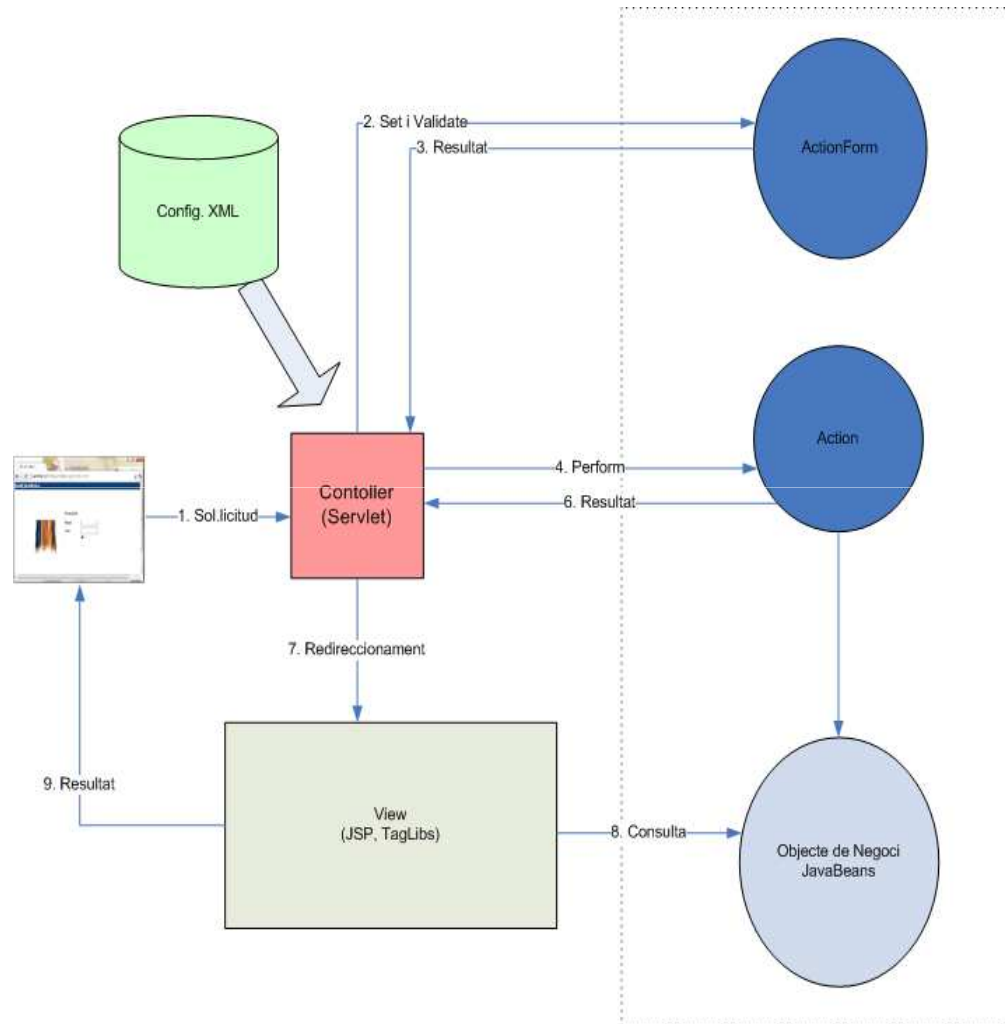 2. Set i Validate
3. Resultat
ActionForm
Config. XML
Action
4. Perform
6. Resultat
Contoller
(Servlet)
1. Sol.licitud
7. Redireccionament
9. Resultat
View
(JSP, TagLibs)
8. Consulta
Objecte de Negoci
JavaBeans